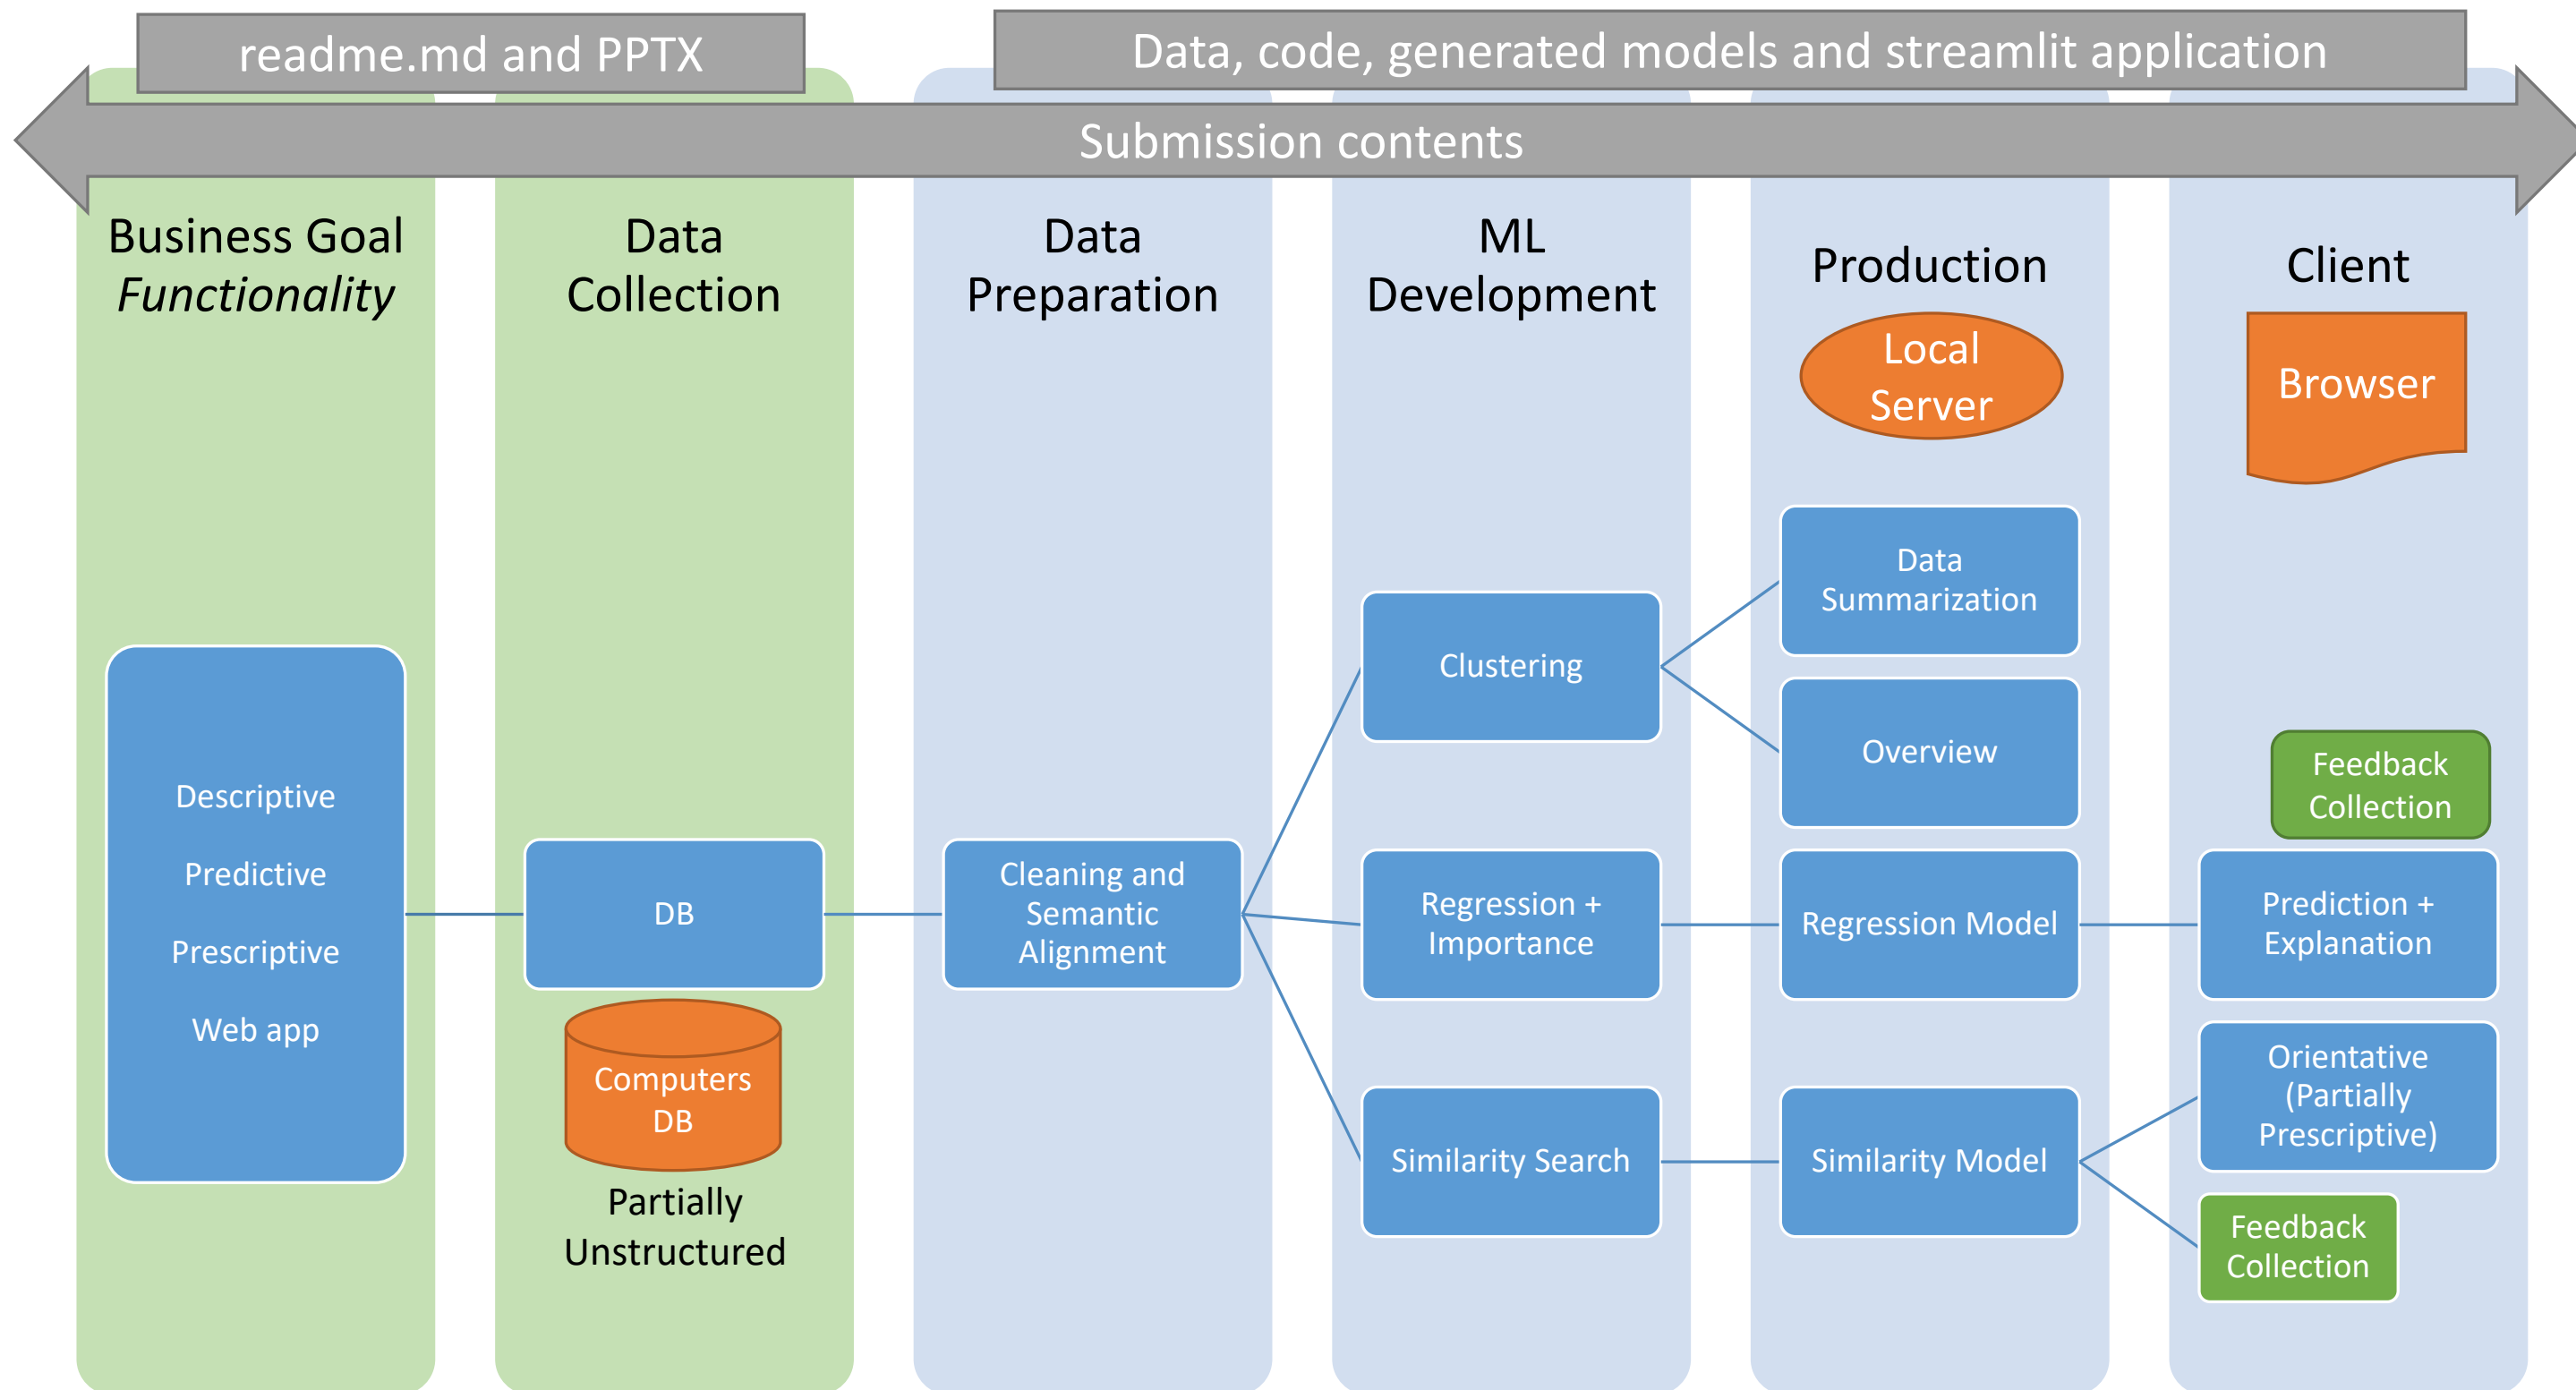 readme.md and PPTX
Data, code, generated models and streamlit application
Submission contents
Business Goal
Functionality
Data
Collection
Data
Preparation
ML
Development
Production
Client
Local
Server
Browser
Descriptive
Predictive
Prescriptive
Web app
DB
Computers
DB
Partially
Unstructured
Cleaning and
Semantic
Alignment
Clustering
Regression +
Importance
Similarity Search
Data
Summarization
Overview
Regression Model
Similarity Model
Feedback
Collection
Prediction +
Explanation
Orientative
(Partially
Prescriptive)
Feedback
Collection